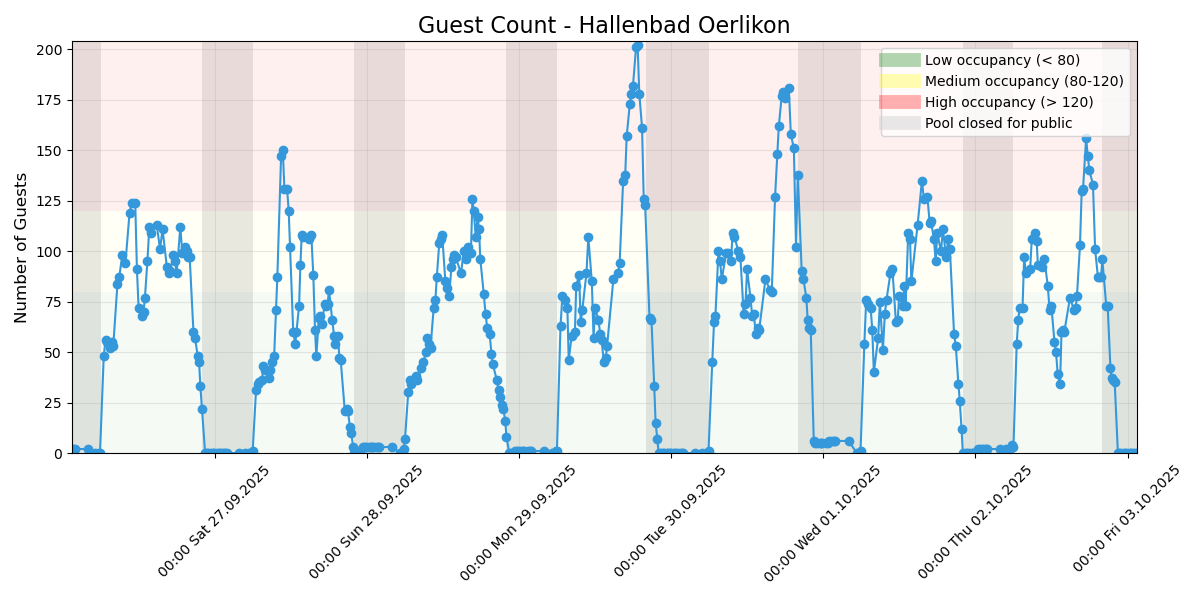 Guest Count - Hallenbad Oerlikon
Number of Guests
200
175
150
125
100
75
50
25
0
Low occupancy (< 80)
Medium occupancy (80-120)
High occupancy (> 120)
Pool closed for public
00:00 Sat 27.09.2025
00:00 Sun 28.09.2025
00:00 Mon 29.09.2025
00:00 Tue 30.09.2025
00:00 Wed 01.10.2025
00:00 Thu 02.10.2025
00:00 Fri 03.10.2025